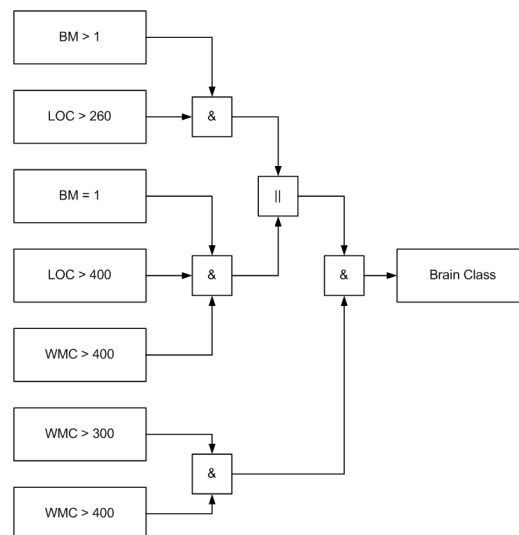 BM > 1
LOC > 260
&
BM = 1
||
LOC > 400
&
&
Brain Class
WMC > 400
WMC > 300
&
WMC > 400